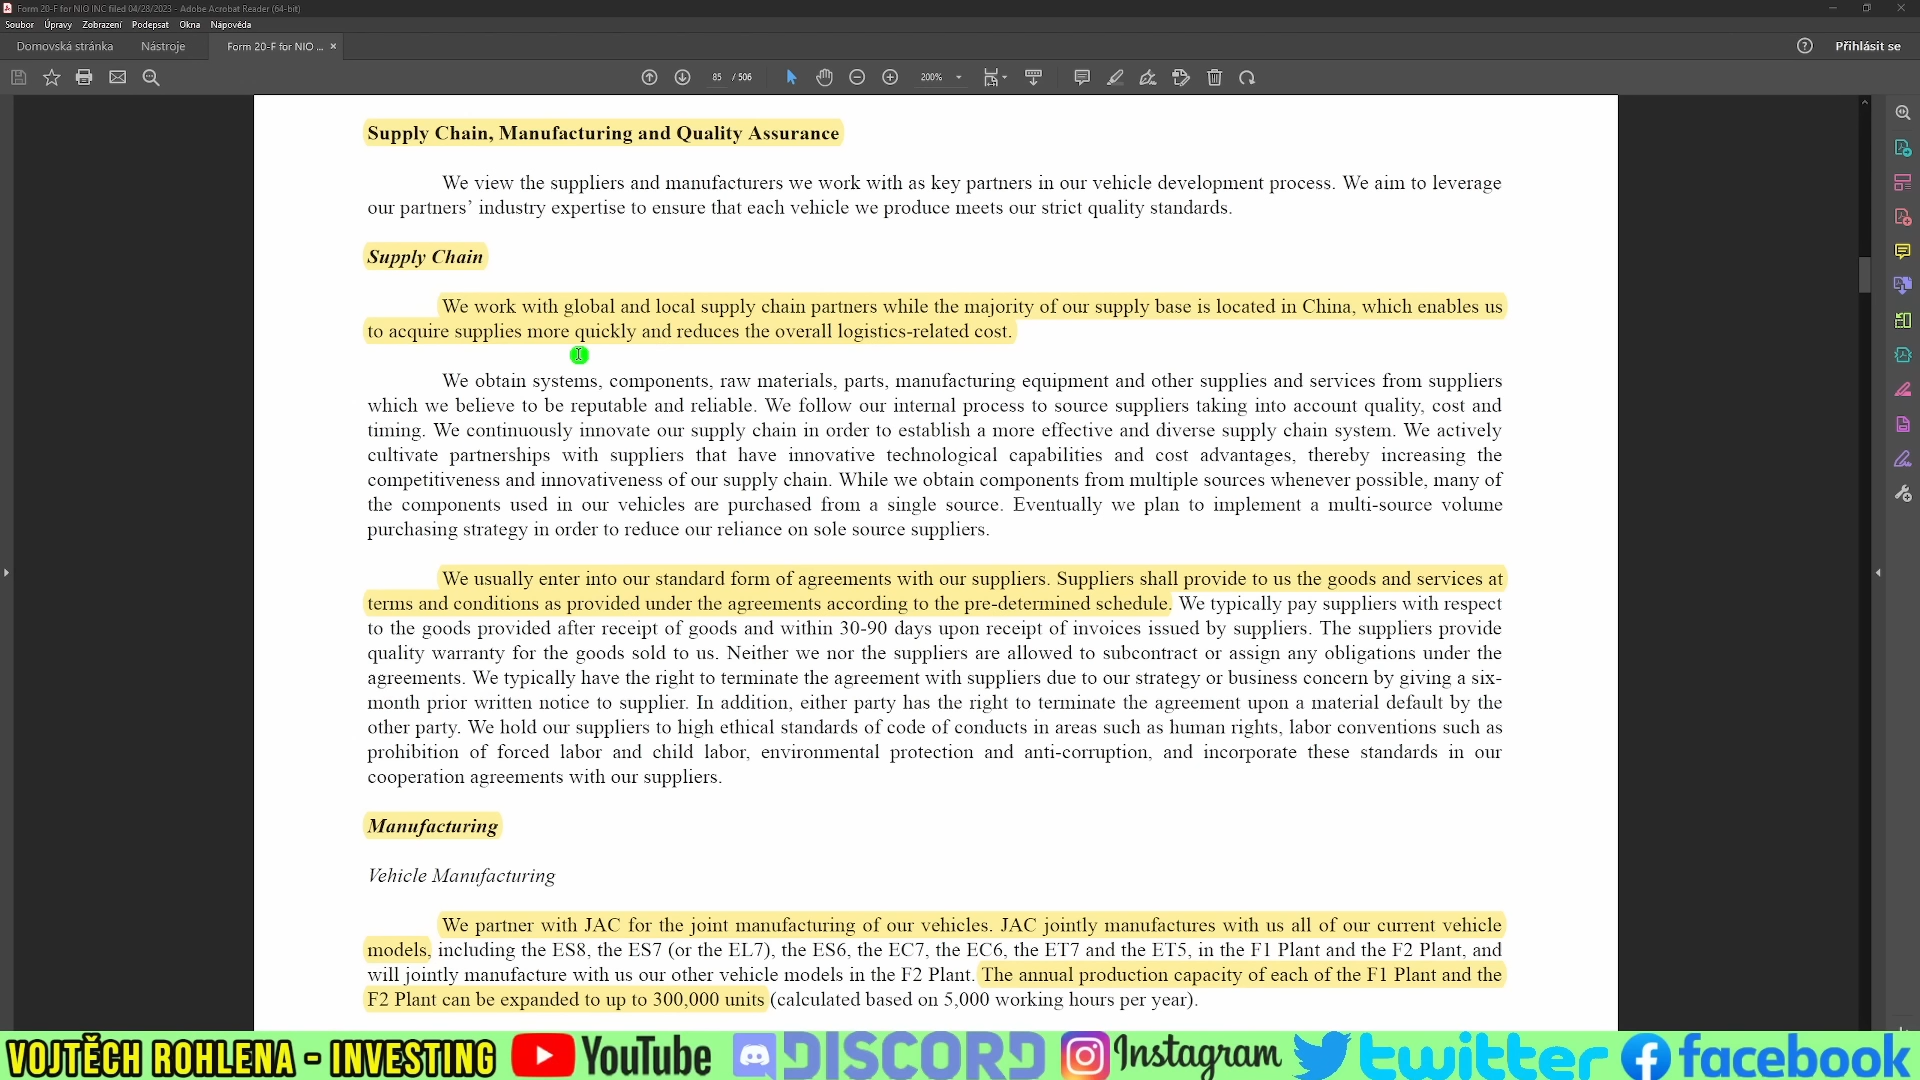 Form 20-F for NIO INC filed 04/28/2023 - Adobe Acrobat Reader (64-bit)
Soubor Úpravy Zobrazení Podepsat Okna Nápověda
Domovská stránka Nástroje Form 20-F for NIO ... × Přihlásit se
85 / 506 200%
Supply Chain, Manufacturing and Quality Assurance
We view the suppliers and manufacturers we work with as key partners in our vehicle development process. We aim to leverage
our partners’ industry expertise to ensure that each vehicle we produce meets our strict quality standards.
Supply Chain
We work with global and local supply chain partners while the majority of our supply base is located in China, which enables us
to acquire supplies more quickly and reduces the overall logistics-related cost.
We obtain systems, components, raw materials, parts, manufacturing equipment and other supplies and services from suppliers
which we believe to be reputable and reliable. We follow our internal process to source suppliers taking into account quality, cost and
timing. We continuously innovate our supply chain in order to establish a more effective and diverse supply chain system. We actively
cultivate partnerships with suppliers that have innovative technological capabilities and cost advantages, thereby increasing the
competitiveness and innovativeness of our supply chain. While we obtain components from multiple sources whenever possible, many of
the components used in our vehicles are purchased from a single source. Eventually we plan to implement a multi-source volume
purchasing strategy in order to reduce our reliance on sole source suppliers.
We usually enter into our standard form of agreements with our suppliers. Suppliers shall provide to us the goods and services at
terms and conditions as provided under the agreements according to the pre-determined schedule. We typically pay suppliers with respect
to the goods provided after receipt of goods and within 30-90 days upon receipt of invoices issued by suppliers. The suppliers provide
quality warranty for the goods sold to us. Neither we nor the suppliers are allowed to subcontract or assign any obligations under the
agreements. We typically have the right to terminate the agreement with suppliers due to our strategy or business concern by giving a six-
month prior written notice to supplier. In addition, either party has the right to terminate the agreement upon a material default by the
other party. We hold our suppliers to high ethical standards of code of conducts in areas such as human rights, labor conventions such as
prohibition of forced labor and child labor, environmental protection and anti-corruption, and incorporate these standards in our
cooperation agreements with our suppliers.
Manufacturing
Vehicle Manufacturing
We partner with JAC for the joint manufacturing of our vehicles. JAC jointly manufactures with us all of our current vehicle
models, including the ES8, the ES7 (or the EL7), the ES6, the EC7, the EC6, the ET7 and the ET5, in the F1 Plant and the F2 Plant, and
will jointly manufacture with us our other vehicle models in the F2 Plant. The annual production capacity of each of the F1 Plant and the
F2 Plant can be expanded to up to 300,000 units (calculated based on 5,000 working hours per year).
VOJTĚCH ROHLENA - INVESTING YouTube DISCORD Instagram twitter facebook